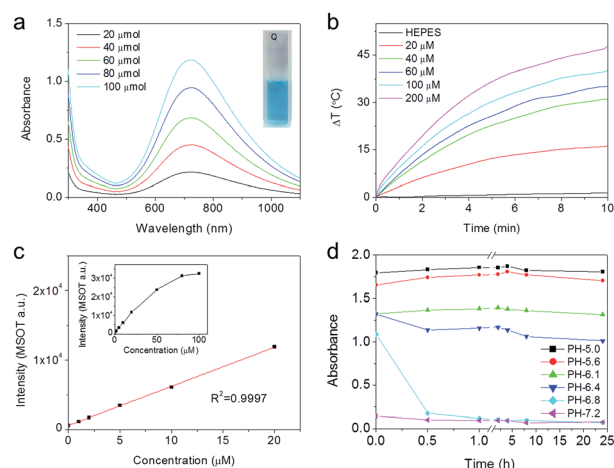 a
20 μmol
40 μmol
60 μmol
80 μmol
100 μmol
Q
Absorbance
0.0
0.5
1.0
1.5
400 600 800 1000
Wavelength (nm)
b
HEPES
20 μM
40 μM
60 μM
100 μM
200 μM
ΔT (°C)
0
15
30
45
0 2 4 6 8 10
Time (min)
c
Intensity (MSOT a.u.)
2x10⁴
1x10⁴
0
0 5 10 15 20
Concentration (μM)
R²=0.9997
Intensity (MSOT a.u.)
4x10⁴
3x10⁴
2x10⁴
1x10⁴
0
0 50 100
Concentration (μM)
d
Absorbance
2.0
1.5
1.0
0.5
0.0
0.0 0.5 1.0 5 10 15 20 25
Time (h)
PH-5.0
PH-5.6
PH-6.1
PH-6.4
PH-6.8
PH-7.2